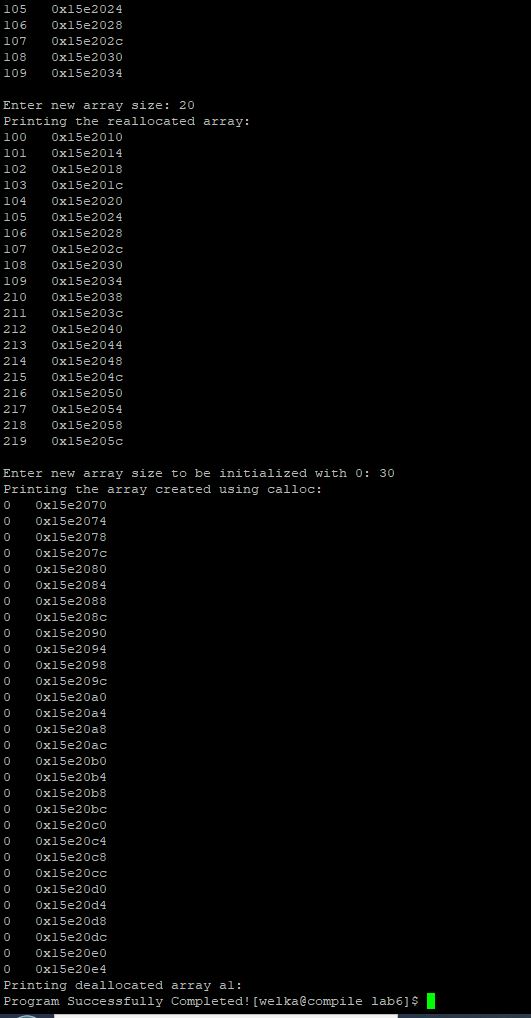 105   0x15e2024
106   0x15e2028
107   0x15e202c
108   0x15e2030
109   0x15e2034

Enter new array size: 20
Printing the reallocated array:
100   0x15e2010
101   0x15e2014
102   0x15e2018
103   0x15e201c
104   0x15e2020
105   0x15e2024
106   0x15e2028
107   0x15e202c
108   0x15e2030
109   0x15e2034
210   0x15e2038
211   0x15e203c
212   0x15e2040
213   0x15e2044
214   0x15e2048
215   0x15e204c
216   0x15e2050
217   0x15e2054
218   0x15e2058
219   0x15e205c

Enter new array size to be initialized with 0: 30
Printing the array created using calloc:
0   0x15e2070
0   0x15e2074
0   0x15e2078
0   0x15e207c
0   0x15e2080
0   0x15e2084
0   0x15e2088
0   0x15e208c
0   0x15e2090
0   0x15e2094
0   0x15e2098
0   0x15e209c
0   0x15e20a0
0   0x15e20a4
0   0x15e20a8
0   0x15e20ac
0   0x15e20b0
0   0x15e20b4
0   0x15e20b8
0   0x15e20bc
0   0x15e20c0
0   0x15e20c4
0   0x15e20c8
0   0x15e20cc
0   0x15e20d0
0   0x15e20d4
0   0x15e20d8
0   0x15e20dc
0   0x15e20e0
0   0x15e20e4
Printing deallocated array a1:
Program Successfully Completed![welka@compile lab6]$